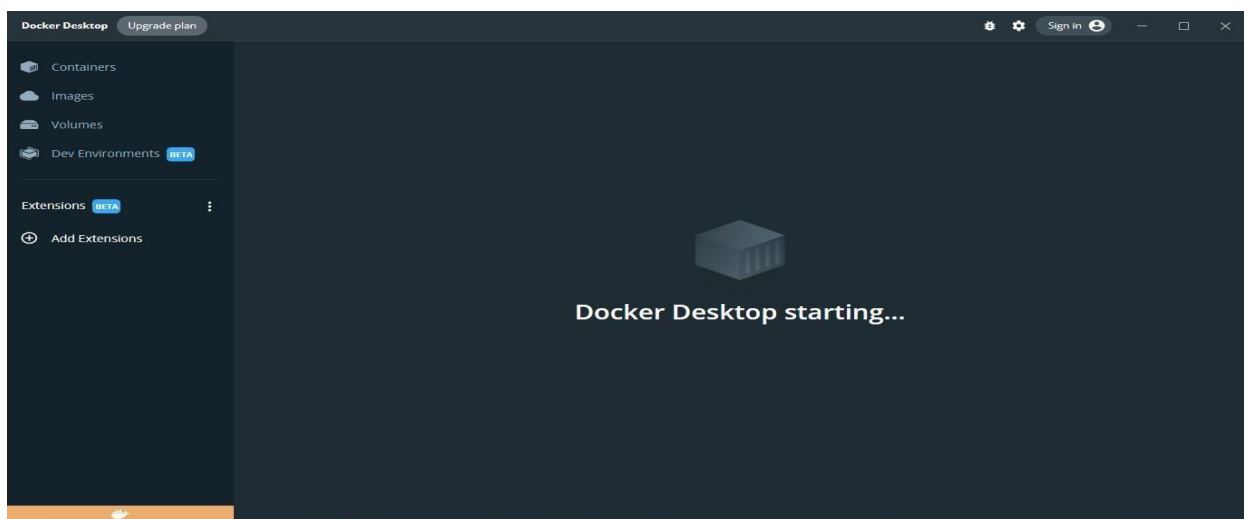 Docker Desktop Upgrade plan Sign in
Containers
Images
Volumes
Dev Environments BETA
Extensions BETA
Add Extensions
Docker Desktop starting...